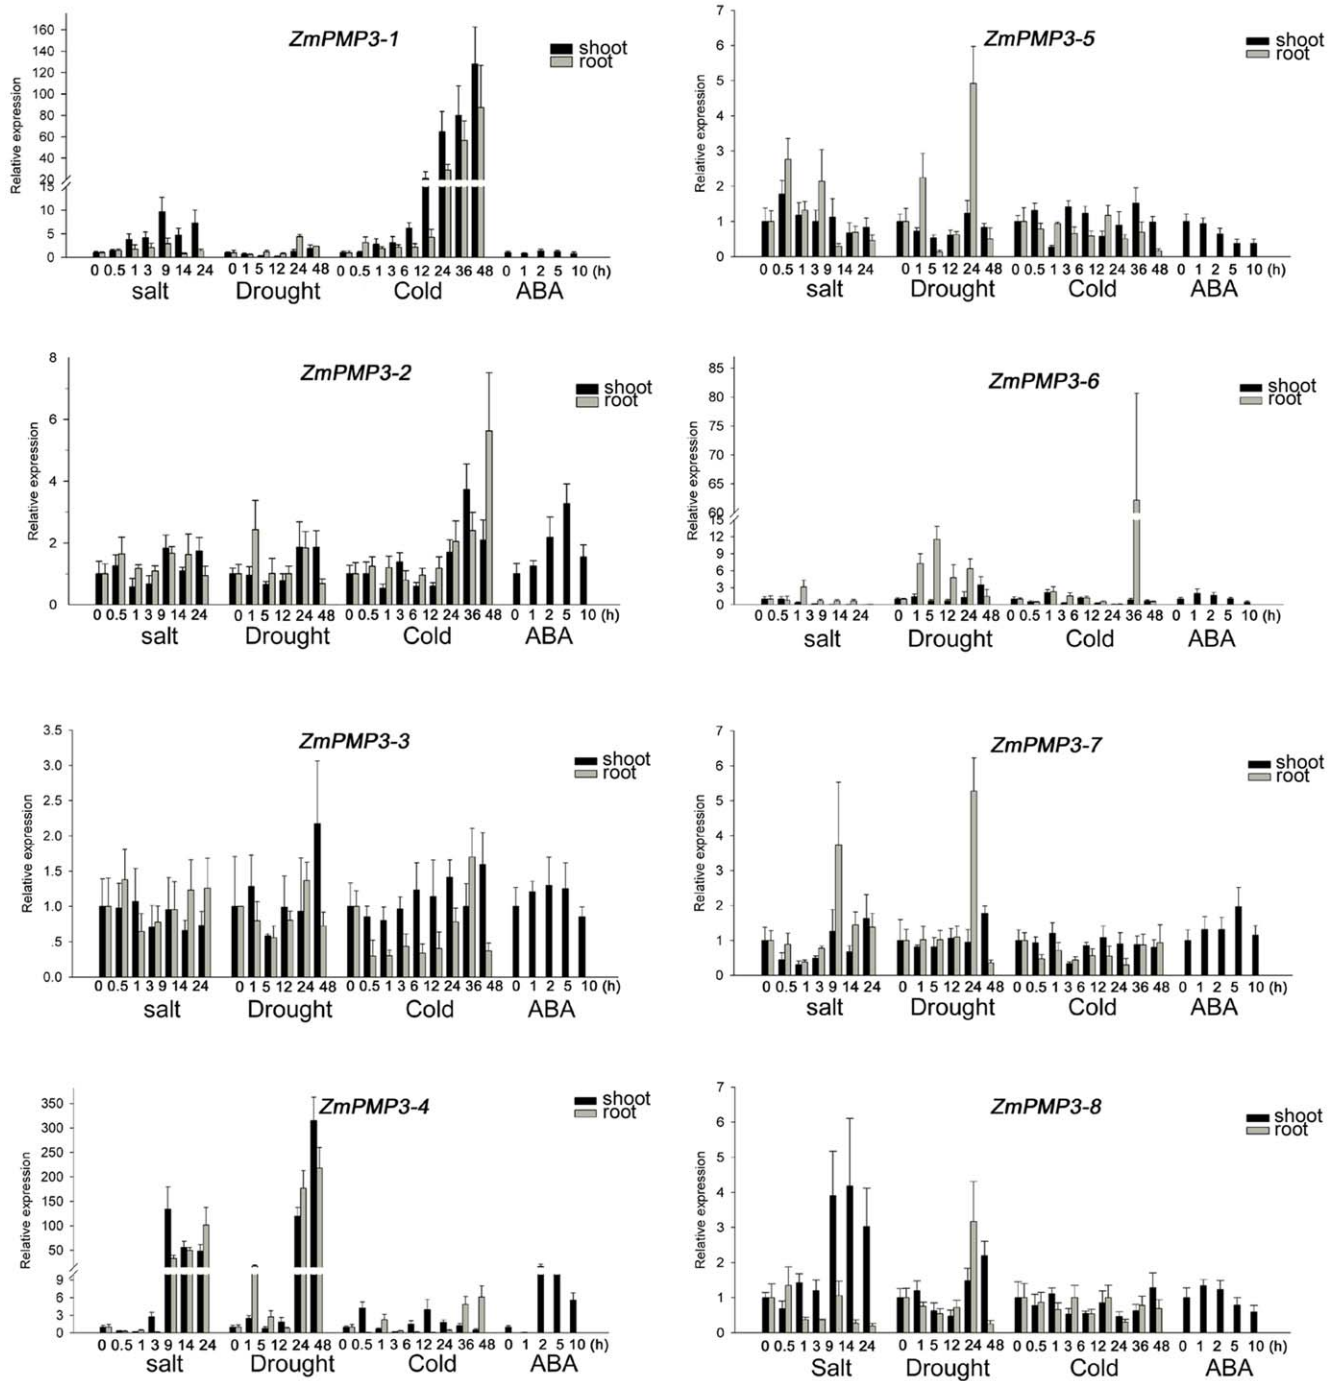 ZmPMP3-1
shoot
root
Relative expression
160
140
120
100
80
60
40
20
15
10
5
0
0 0.5 1 3 9 14 24 0 1 5 12 24 48 0 0.5 1 3 6 12 24 36 48 0 1 2 5 10 (h)
salt Drought Cold ABA
ZmPMP3-5
shoot
root
Relative expression
7
6
5
4
3
2
1
0
0 0.5 1 3 9 14 24 0 1 5 12 24 48 0 0.5 1 3 6 12 24 36 48 0 1 2 5 10 (h)
salt Drought Cold ABA
ZmPMP3-2
shoot
root
Relative expression
8
6
4
2
0
0 0.5 1 3 9 14 24 0 1 5 12 24 48 0 0.5 1 3 6 12 24 36 48 0 1 2 5 10 (h)
salt Drought Cold ABA
ZmPMP3-6
shoot
root
Relative expression
85
80
75
70
65
60
15
12
9
6
3
0
0 0.5 1 3 9 14 24 0 1 5 12 24 48 0 0.5 1 3 6 12 24 36 48 0 1 2 5 10 (h)
salt Drought Cold ABA
ZmPMP3-3
shoot
root
Relative expression
3.5
3.0
2.5
2.0
1.5
1.0
.5
0.0
0 0.5 1 3 9 14 24 0 1 5 12 24 48 0 0.5 1 3 6 12 24 36 48 0 1 2 5 10 (h)
salt Drought Cold ABA
ZmPMP3-7
shoot
root
Relative expression
7
6
5
4
3
2
1
0
0 0.5 1 3 9 14 24 0 1 5 12 24 48 0 0.5 1 3 6 12 24 36 48 0 1 2 5 10 (h)
salt Drought Cold ABA
ZmPMP3-4
shoot
root
Relative expression
350
300
250
200
150
100
50
9
6
3
0
0 0.5 1 3 9 14 24 0 1 5 12 24 48 0 0.5 1 3 6 12 24 36 48 0 1 2 5 10 (h)
salt Drought Cold ABA
ZmPMP3-8
shoot
root
Relative expression
7
6
5
4
3
2
1
0
0 0.5 1 3 9 14 24 0 1 5 12 24 48 0 0.5 1 3 6 12 24 36 48 0 1 2 5 10 (h)
Salt Drought Cold ABA